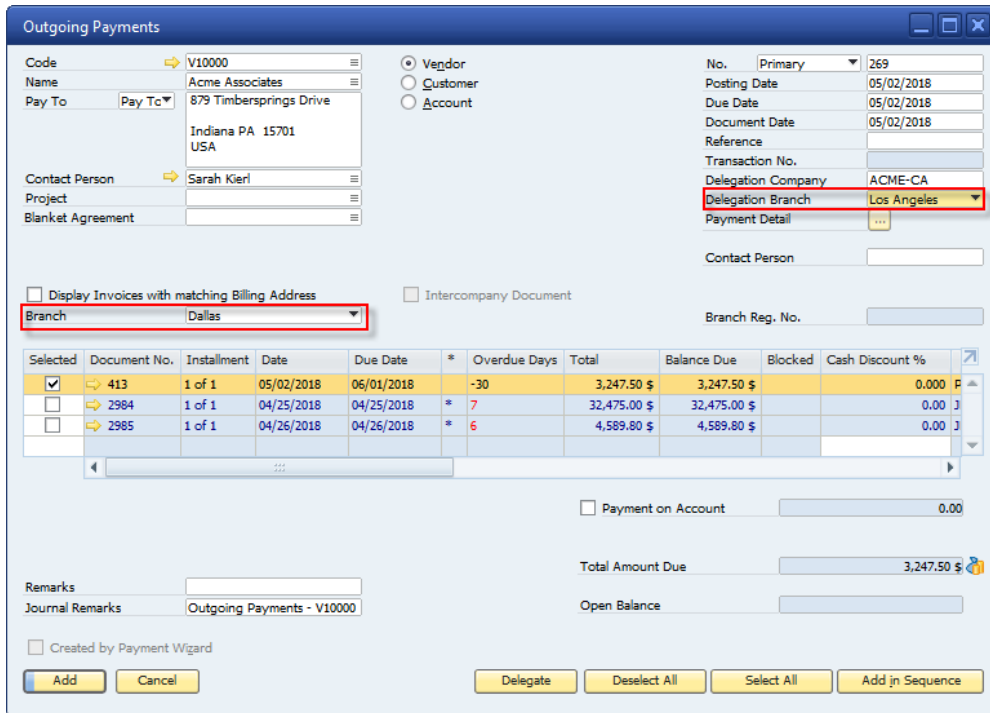 Outgoing Payments
Code V10000
Name Acme Associates
Pay To Pay To 879 Timbersprings Drive
Indiana PA 15701
USA
Contact Person Sarah Kierl
Project
Blanket Agreement
Vendor
Customer
Account
No. Primary 269
Posting Date 05/02/2018
Due Date 05/02/2018
Document Date 05/02/2018
Reference
Transaction No.
Delegation Company ACME-CA
Delegation Branch Los Angeles
Payment Detail ...
Contact Person
Display Invoices with matching Billing Address Intercompany Document
Branch Dallas Branch Reg. No.
Selected Document No. Installment Date Due Date * Overdue Days Total Balance Due Blocked Cash Discount %
413 1 of 1 05/02/2018 06/01/2018 -30 3,247.50 $ 3,247.50 $ 0.000 P
2984 1 of 1 04/25/2018 04/25/2018 * 7 32,475.00 $ 32,475.00 $ 0.00 J
2985 1 of 1 04/26/2018 04/26/2018 * 6 4,589.80 $ 4,589.80 $ 0.00 J
Payment on Account 0.00
Total Amount Due 3,247.50 $
Remarks
Journal Remarks Outgoing Payments - V10000 Open Balance
Created by Payment Wizard
Add Cancel Delegate Deselect All Select All Add in Sequence